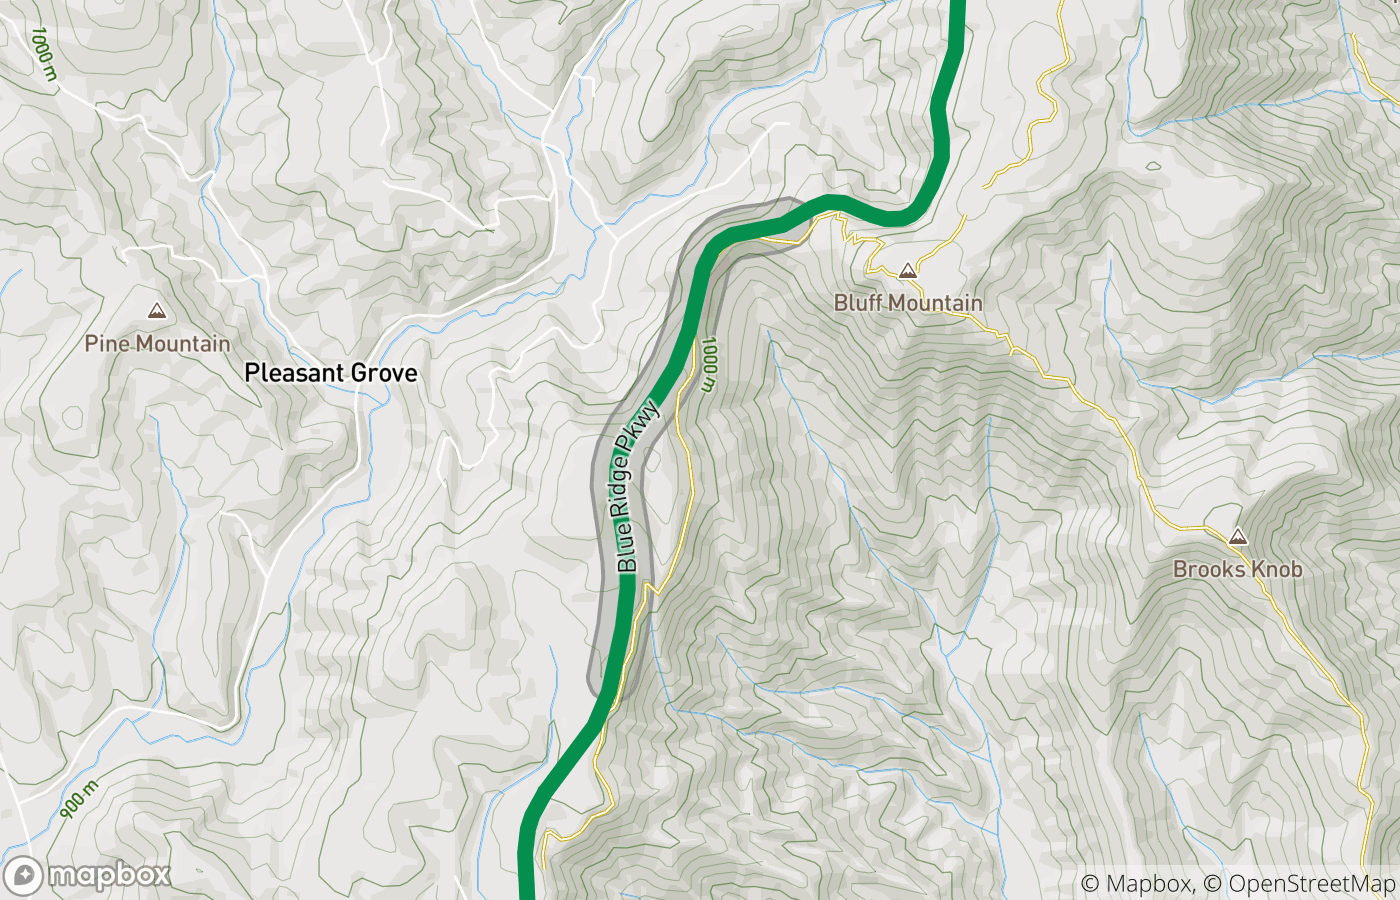 1000 m
Bluff Mountain
Pine Mountain
Pleasant Grove
1000 m
Blue Ridge Pkwy
Brooks Knob
900 m
mapbox
© Mapbox, © OpenStreetMap